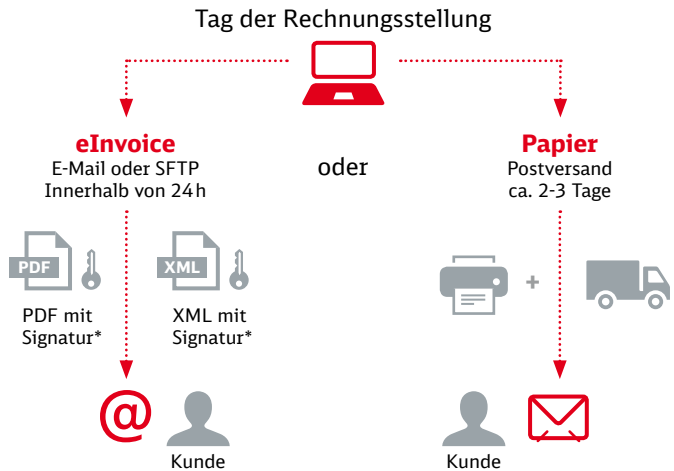 Tag der Rechnungsstellung
eInvoice
E-Mail oder SFTP
Innerhalb von 24h
oder
Papier
Postversand
ca. 2-3 Tage
PDF
XML
+
PDF mit
Signatur*
XML mit
Signatur*
@
Kunde
Kunde